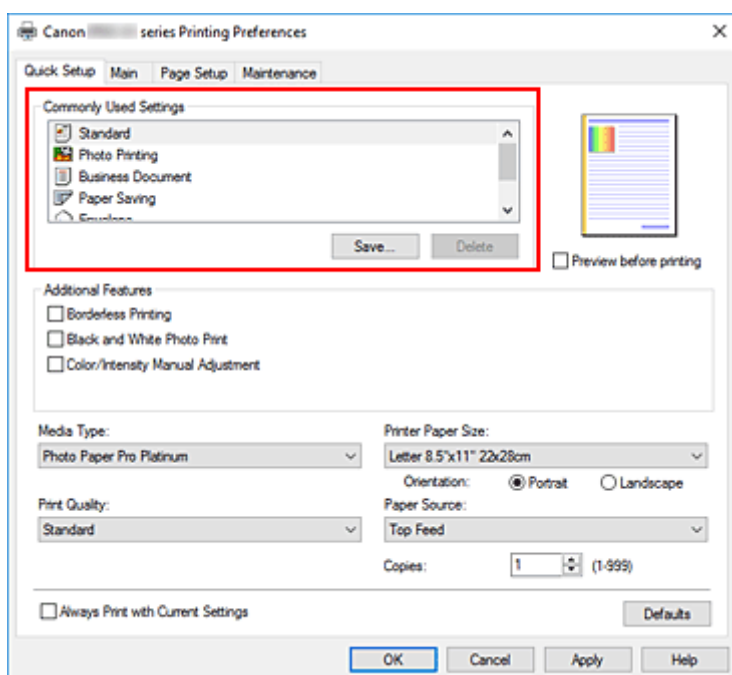 Canon series Printing Preferences
Quick Setup Main Page Setup Maintenance
Commonly Used Settings
Standard
Photo Printing
Business Document
Paper Saving
Envelope
Save... Delete
Preview before printing
Additional Features
Borderless Printing
Black and White Photo Print
Color/Intensity Manual Adjustment
Media Type: Printer Paper Size:
Photo Paper Pro Platinum Letter 8.5"x11" 22x28cm
Orientation: Portrait Landscape
Print Quality: Paper Source:
Standard Top Feed
Copies: 1 (1-999)
Always Print with Current Settings Defaults
OK Cancel Apply Help